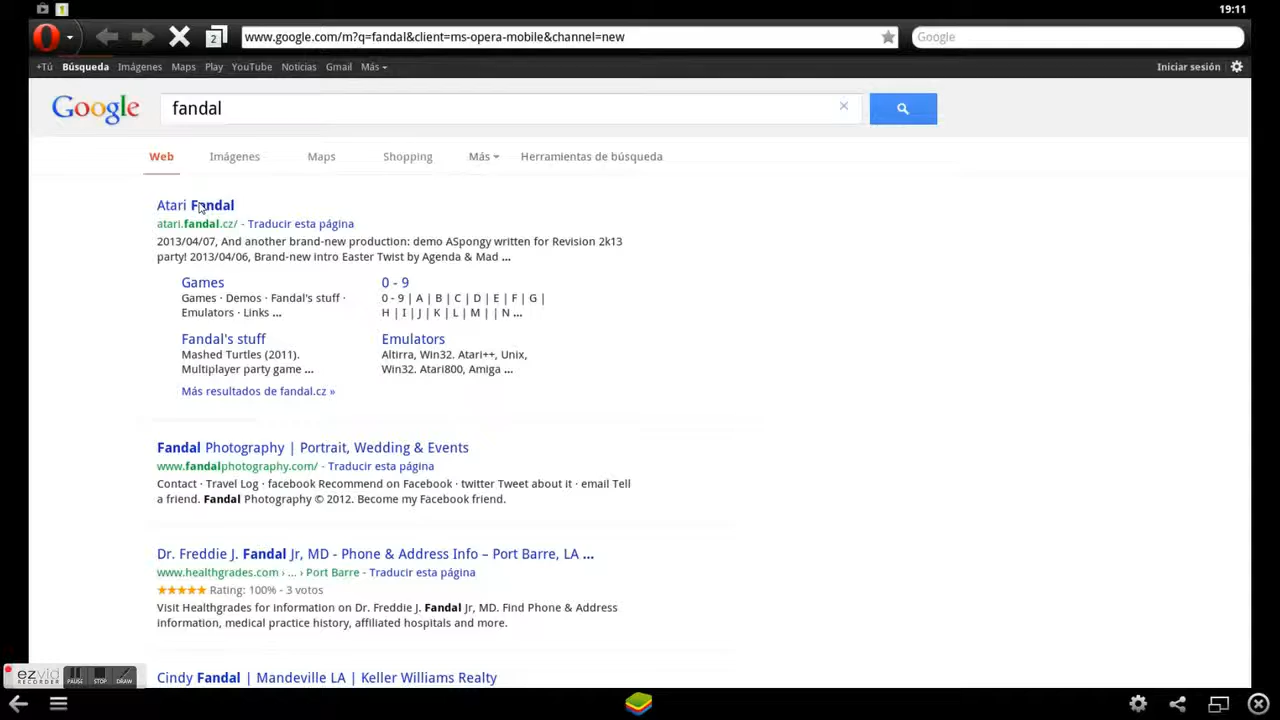 19:11
2
www.google.com/m?q=fandal&client=ms-opera-mobile&channel=new
Google
+Tú Búsqueda Imágenes Maps Play YouTube Noticias Gmail Más
Iniciar sesión
Google
fandal
Web Imágenes Maps Shopping Más Herramientas de búsqueda
Atari Fandal
atari.fandal.cz/ - Traducir esta página
2013/04/07, And another brand-new production: demo ASpongy written for Revision 2k13
party! 2013/04/06, Brand-new intro Easter Twist by Agenda & Mad ...
Games
Games · Demos · Fandal's stuff ·
Emulators · Links ...
0 - 9
0 - 9 | A | B | C | D | E | F | G |
H | I | J | K | L | M | | N ...
Fandal's stuff
Mashed Turtles (2011).
Multiplayer party game ...
Emulators
Altirra, Win32. Atari++, Unix,
Win32. Atari800, Amiga ...
Más resultados de fandal.cz »
Fandal Photography | Portrait, Wedding & Events
www.fandalphotography.com/ - Traducir esta página
Contact · Travel Log · facebook Recommend on Facebook · twitter Tweet about it · email Tell
a friend. Fandal Photography © 2012. Become my Facebook friend.
Dr. Freddie J. Fandal Jr, MD - Phone & Address Info – Port Barre, LA ...
www.healthgrades.com › ... › Port Barre - Traducir esta página
Rating: 100% - 3 votos
Visit Healthgrades for information on Dr. Freddie J. Fandal Jr, MD. Find Phone & Address
information, medical practice history, affiliated hospitals and more.
Cindy Fandal | Mandeville LA | Keller Williams Realty
ezvid
RECORDER
PAUSE STOP DRAW